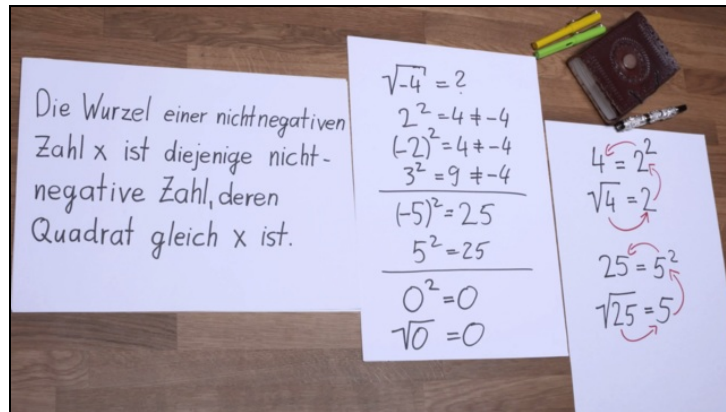 Die Wurzel einer nichtnegativen
Zahl x ist diejenige nicht-
negative Zahl, deren
Quadrat gleich x ist.
√-4 = ?
2² = 4 ≠ -4
(-2)² = 4 ≠ -4
3² = 9 ≠ -4
(-5)² = 25
5² = 25
0² = 0
√0 = 0
4 = 2²
√4 = 2
25 = 5²
√25 = 5